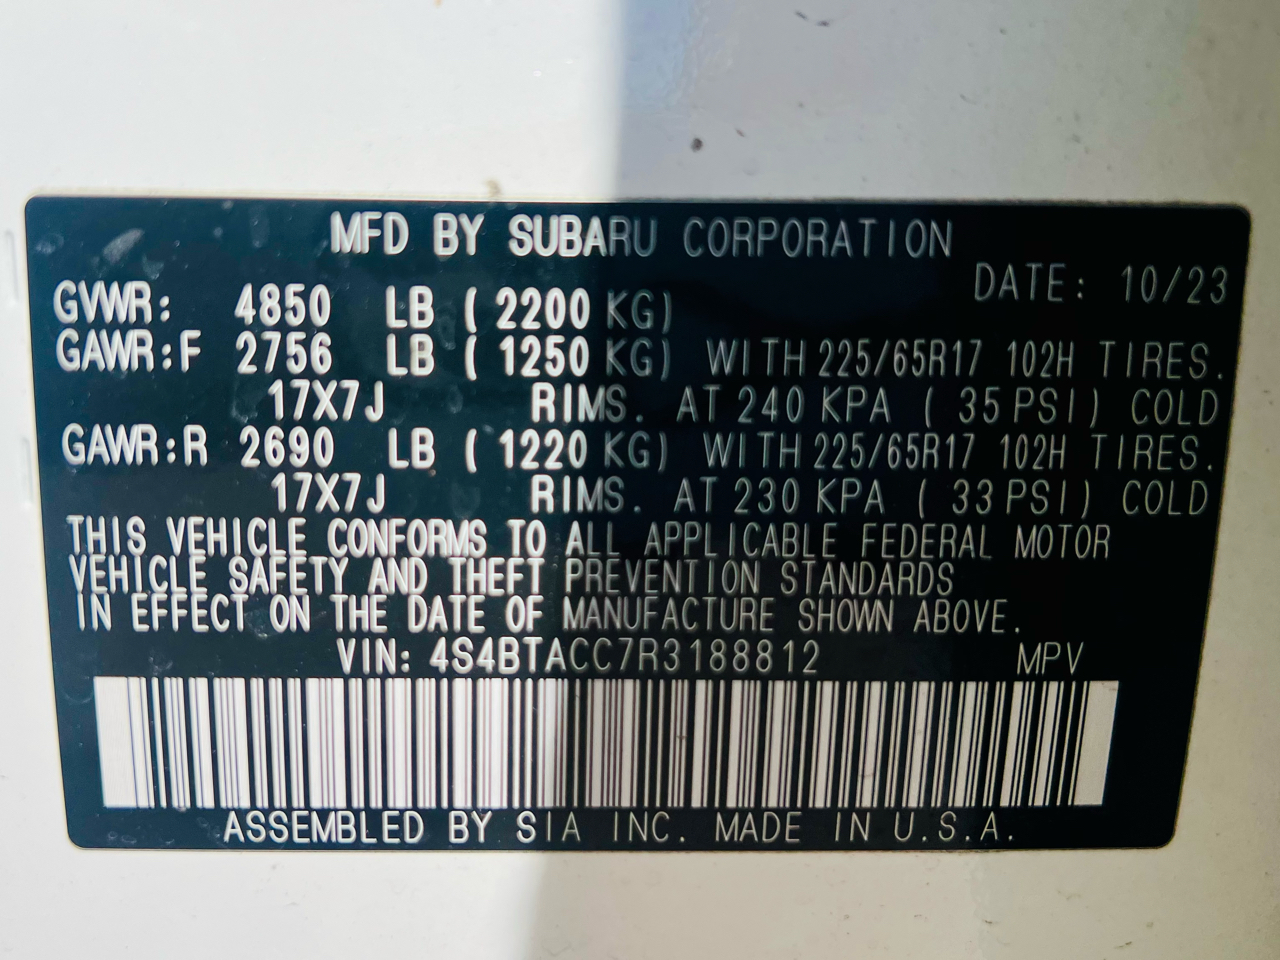 MFD BY SUBARU CORPORATION
DATE: 10/23
GVWR: 4850 LB ( 2200 KG)
GAWR:F 2756 LB ( 1250 KG) WITH 225/65R17 102H TIRES.
17X7J RIMS. AT 240 KPA ( 35 PSI) COLD
GAWR:R 2690 LB ( 1220 KG) WITH 225/65R17 102H TIRES.
17X7J RIMS. AT 230 KPA ( 33 PSI) COLD
THIS VEHICLE CONFORMS TO ALL APPLICABLE FEDERAL MOTOR
VEHICLE SAFETY AND THEFT PREVENTION STANDARDS
IN EFFECT ON THE DATE OF MANUFACTURE SHOWN ABOVE.
VIN: 4S4BTACC7R3188812 MPV
ASSEMBLED BY SIA INC. MADE IN U.S.A.